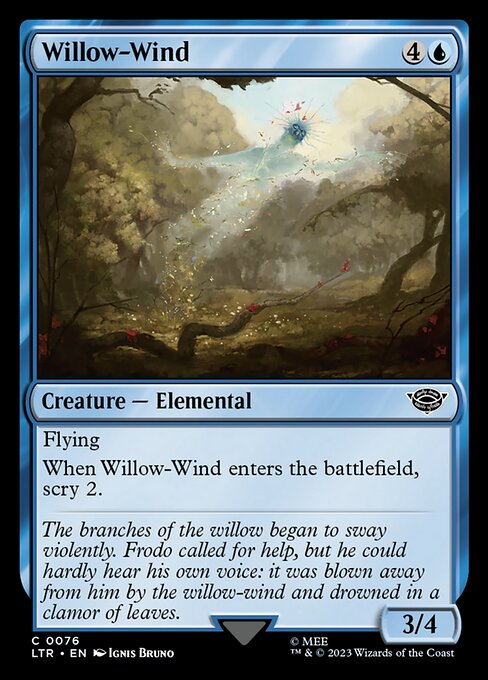 Willow-Wind 4
Creature — Elemental
Flying
When Willow-Wind enters the battlefield,
scry 2.
The branches of the willow began to sway
violently. Frodo called for help, but he could
hardly hear his own voice: it was blown away
from him by the willow-wind and drowned in a
clamor of leaves.
3/4
C 0076
LTR • EN Ignis Bruno
© MEE
™ & © 2023 Wizards of the Coast